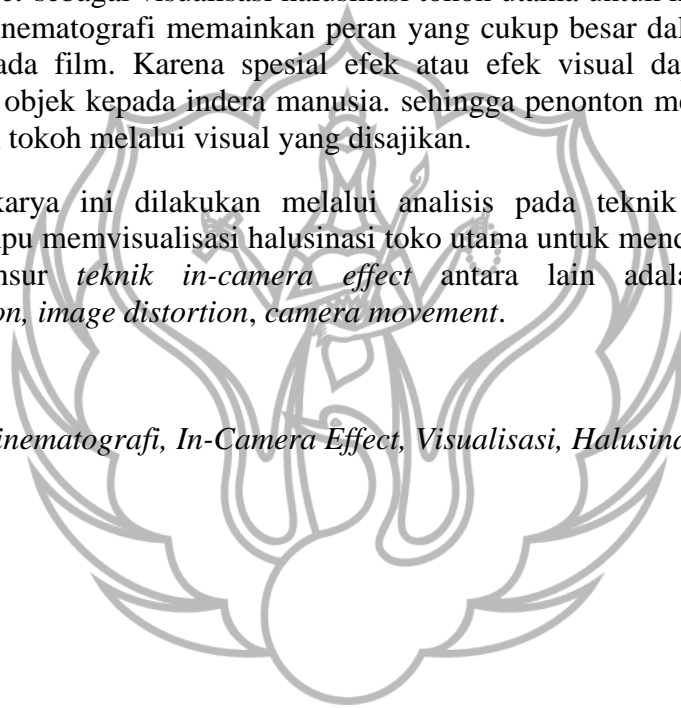 sebagai visualisasi halusinasi tokoh utama untuk
nematografi memainkan peran yang cukup besar dal
ada film. Karena spesial efek atau efek visual da
objek kepada indera manusia. sehingga penonton me
tokoh melalui visual yang disajikan.
karya ini dilakukan melalui analisis pada teknik
pu memvisualisasi halusinasi toko utama untuk menc
nsur teknik in-camera effect antara lain adala
on, image distortion, camera movement.
inematografi, In-Camera Effect, Visualisasi, Halusina